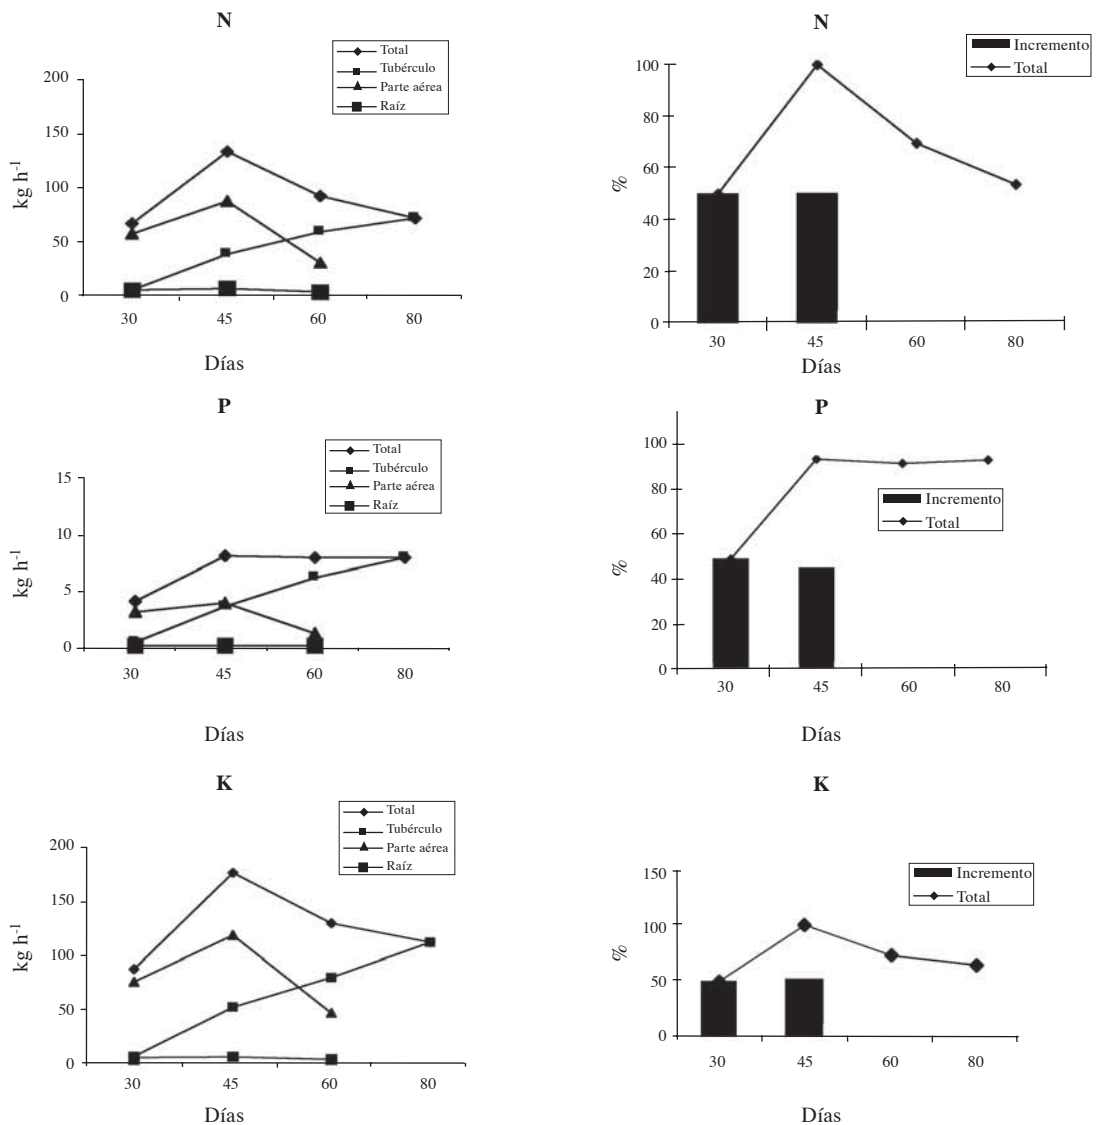 N
Total
Tubérculo
Parte aérea
Raíz
200
150
100
50
0
kg h-1
30 45 60 80
Días
N
Incremento
Total
100
80
60
40
20
0
%
30 45 60 80
Días
P
Total
Tubérculo
Parte aérea
Raíz
15
10
5
0
kg h-1
30 45 60 80
Días
P
Incremento
Total
100
80
60
40
20
0
%
30 45 60 80
Días
K
Total
Tubérculo
Parte aérea
Raíz
200
150
100
50
0
kg h-1
30 45 60 80
Días
K
Incremento
Total
150
100
50
0
%
30 45 60 80
Días